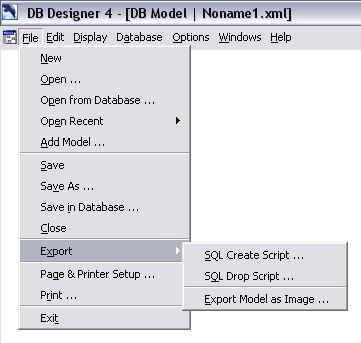 DB Designer 4 - [DB Model | Noname1.xml]
File Edit Display Database Options Windows Help
New
Open ...
Open from Database ...
Open Recent
Add Model ...
Save
Save As ...
Save in Database ...
Close
Export
SQL Create Script ...
SQL Drop Script ...
Export Model as Image ...
Page & Printer Setup ...
Print ...
Exit